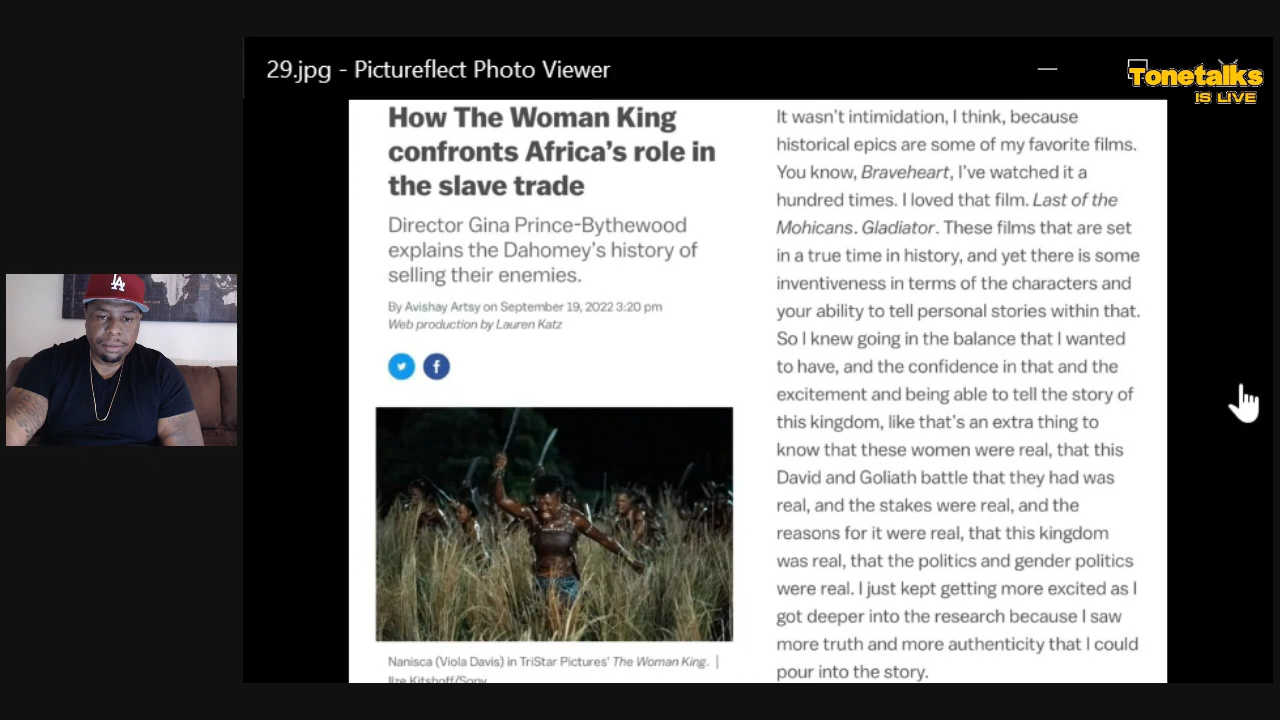 29.jpg - Pictureflect Photo Viewer
Tonetalks
IS LIVE
LA
How The Woman King
confronts Africa's role in
the slave trade
Director Gina Prince-Bythewood
explains the Dahomey's history of
selling their enemies.
By Avishay Artsy on September 19, 2022 3:20 pm
Web production by Lauren Katz
f
Nanisca (Viola Davis) in TriStar Pictures' The Woman King. |
Ilze Kitshoff/Sony
It wasn't intimidation, I think, because
historical epics are some of my favorite films.
You know, Braveheart, I've watched it a
hundred times. I loved that film. Last of the
Mohicans. Gladiator. These films that are set
in a true time in history, and yet there is some
inventiveness in terms of the characters and
your ability to tell personal stories within that.
So I knew going in the balance that I wanted
to have, and the confidence in that and the
excitement and being able to tell the story of
this kingdom, like that's an extra thing to
know that these women were real, that this
David and Goliath battle that they had was
real, and the stakes were real, and the
reasons for it were real, that this kingdom
was real, that the politics and gender politics
were real. I just kept getting more excited as I
got deeper into the research because I saw
more truth and more authenticity that I could
pour into the story.